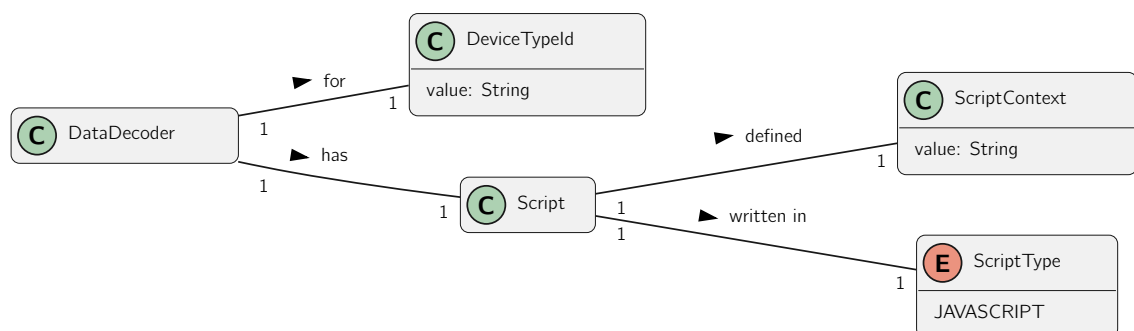 C DeviceTypeId
value: String
for
1
1
C DataDecoder
has
1
1
C Script
C ScriptContext
value: String
defined
1
1
written in
1
1
E ScriptType
JAVASCRIPT